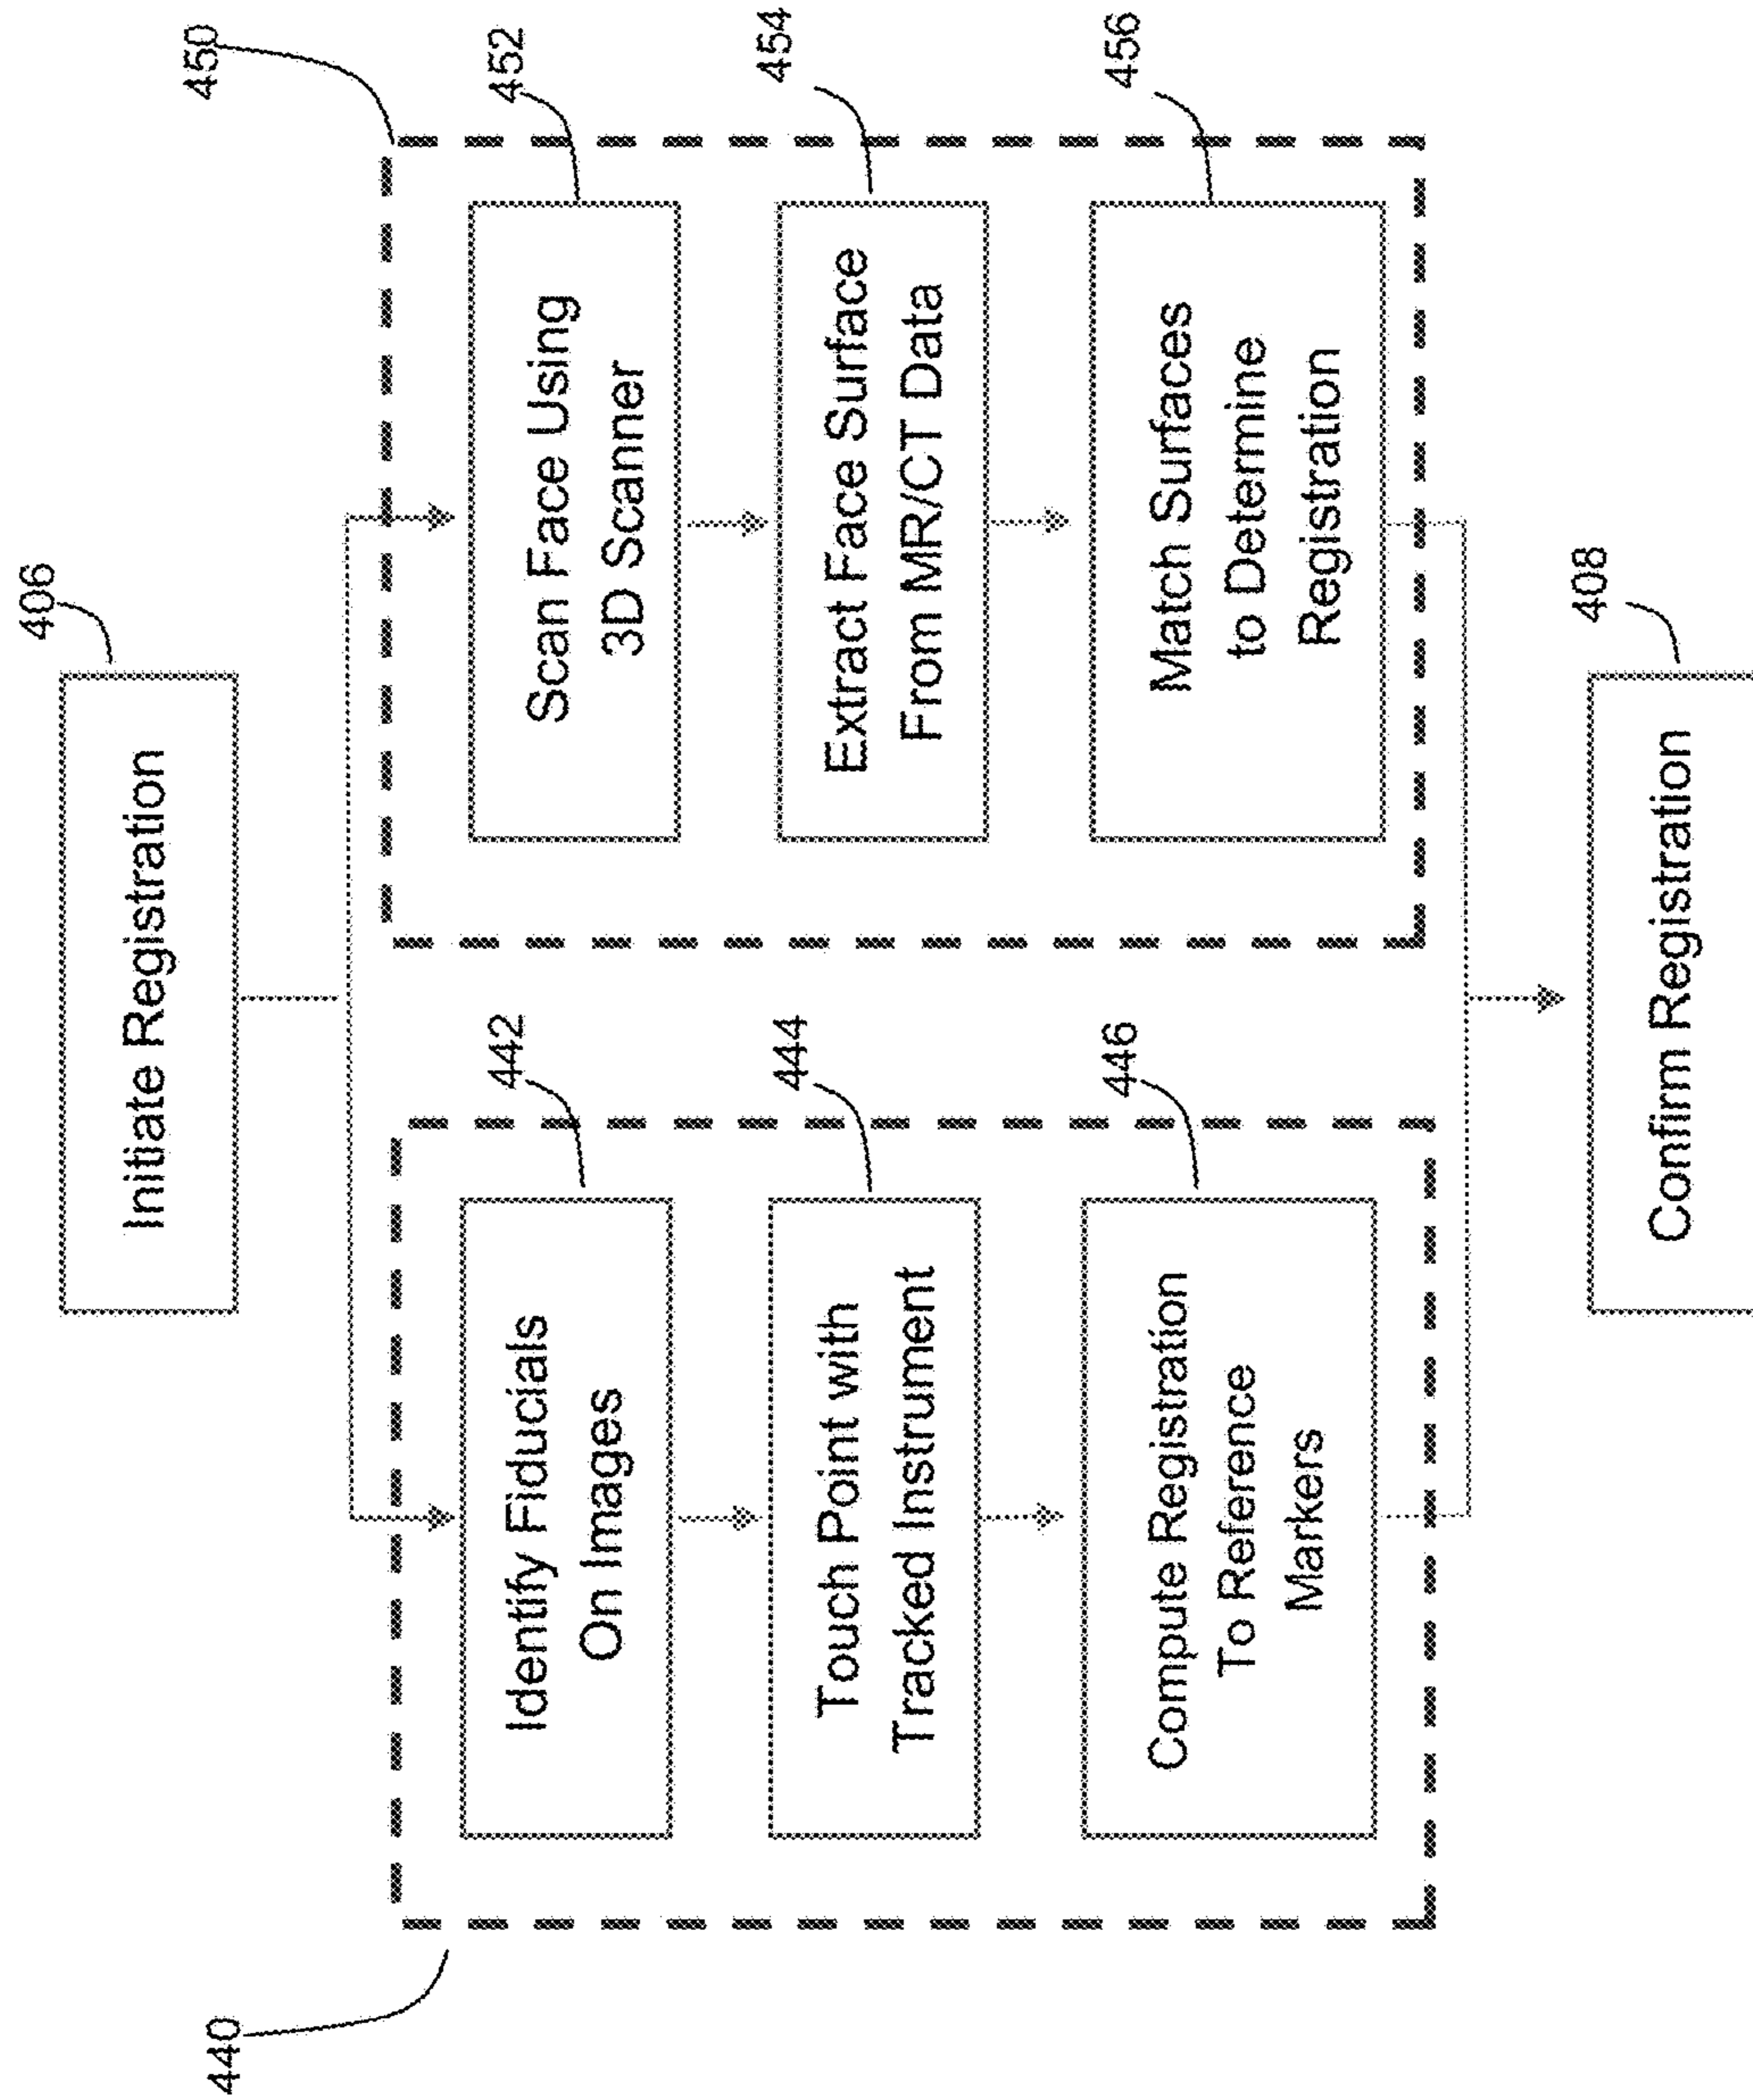 406
Initiate Registration
440
450
442
Identify Fiducials
On Images
444
Touch Point with
Tracked Instrument
446
Compute Registration
To Reference
Markers
452
Scan Face Using
3D Scanner
454
Extract Face Surface
From MR/CT Data
456
Match Surfaces
to Determine
Registration
408
Confirm Registration